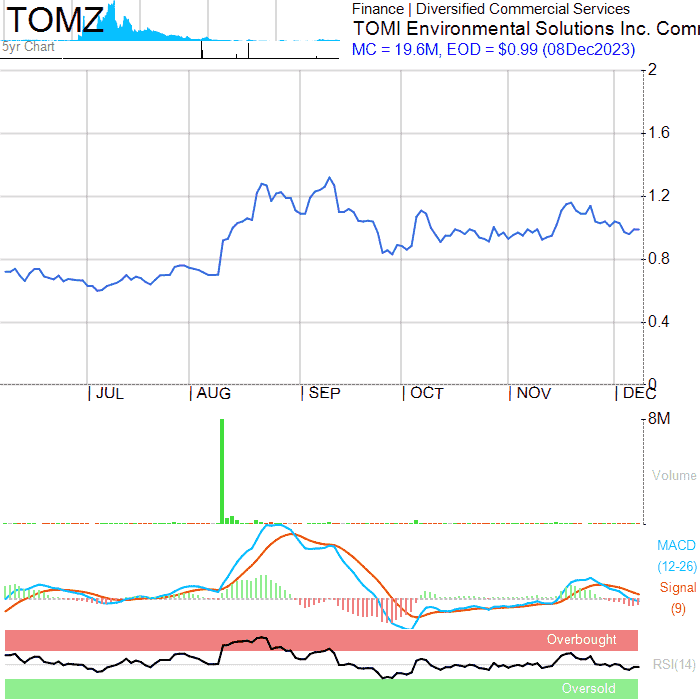 TOMZ
5yr Chart
Finance | Diversified Commercial Services
TOMI Environmental Solutions Inc. Comm
MC = 19.6M, EOD = $0.99 (08Dec2023)
2
1.6
1.2
0.8
0.4
0
JUL AUG SEP OCT NOV DEC
8M
Volume
MACD
(12-26)
Signal
(9)
Overbought
RSI(14)
Oversold